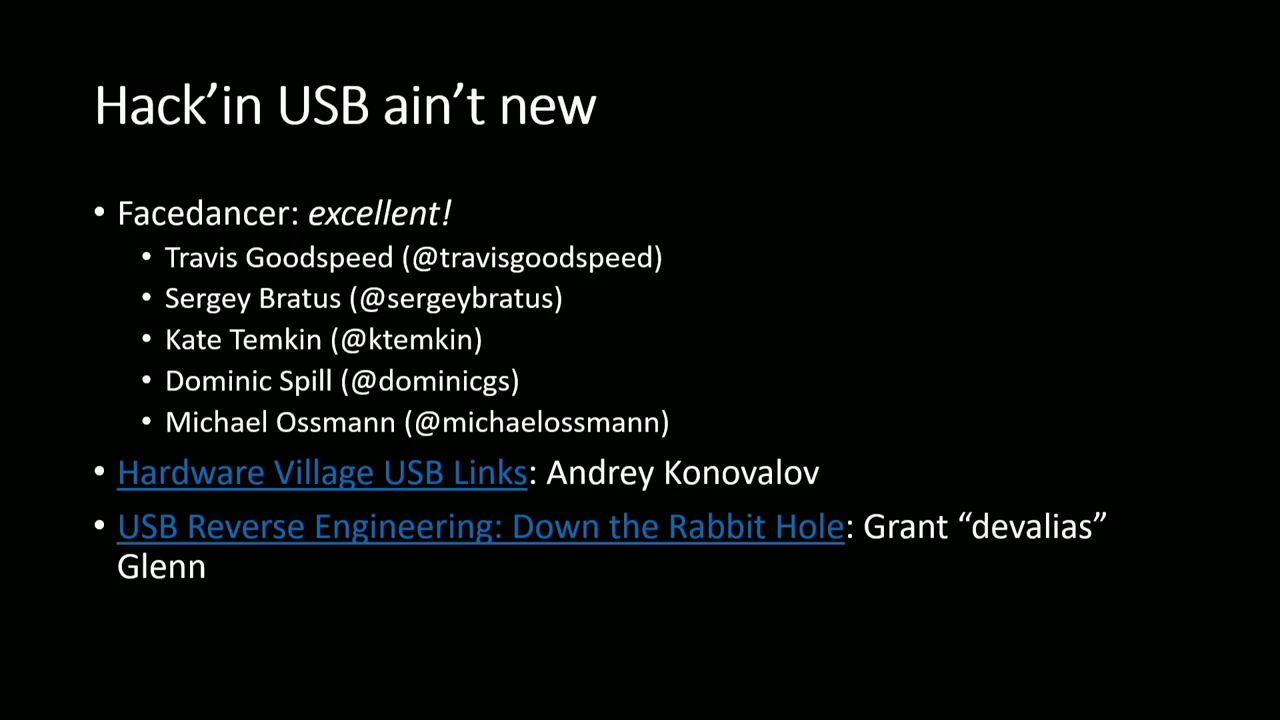 Hack’in USB ain’t new
• Facedancer: excellent!
• Travis Goodspeed (@travisgoodspeed)
• Sergey Bratus (@sergeybratus)
• Kate Temkin (@ktemkin)
• Dominic Spill (@dominicgs)
• Michael Ossmann (@michaelossmann)
• Hardware Village USB Links: Andrey Konovalov
• USB Reverse Engineering: Down the Rabbit Hole: Grant “devalias”
Glenn